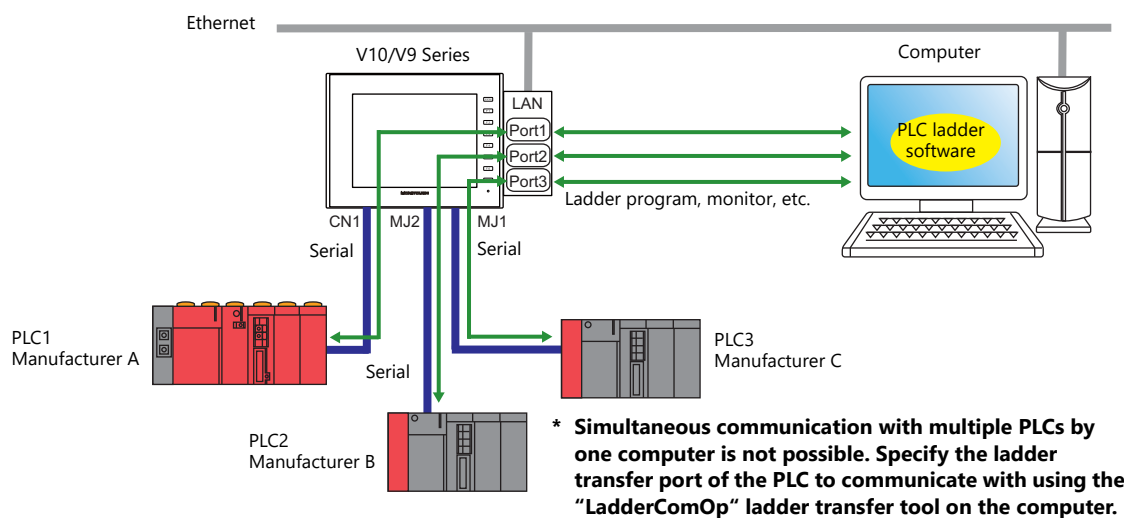 Ethernet
V10/V9 Series
Computer
LAN
Port1
Port2
Port3
PLC ladder
software
Ladder program, monitor, etc.
CN1
MJ2
MJ1
Serial
Serial
PLC1
Manufacturer A
PLC3
Manufacturer C
Serial
PLC2
Manufacturer B
* Simultaneous communication with multiple PLCs by
one computer is not possible. Specify the ladder
transfer port of the PLC to communicate with using the
“LadderComOp“ ladder transfer tool on the computer.